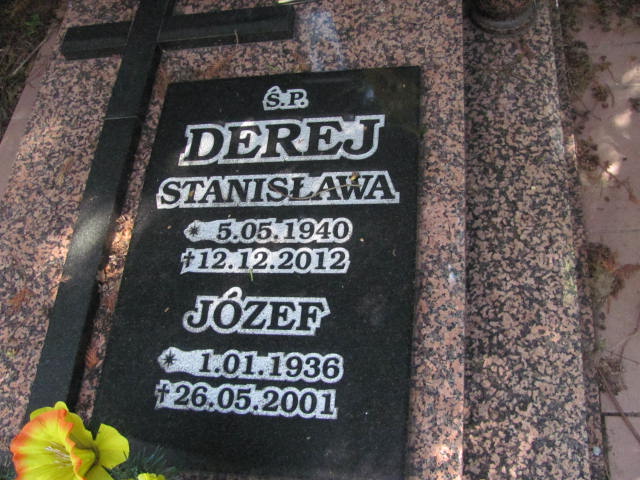 Ś.P.
DEREJ
STANISŁAWA
* 5.05.1940
†12.12.2012
JÓZEF
* 1.01.1936
†26.05.2001